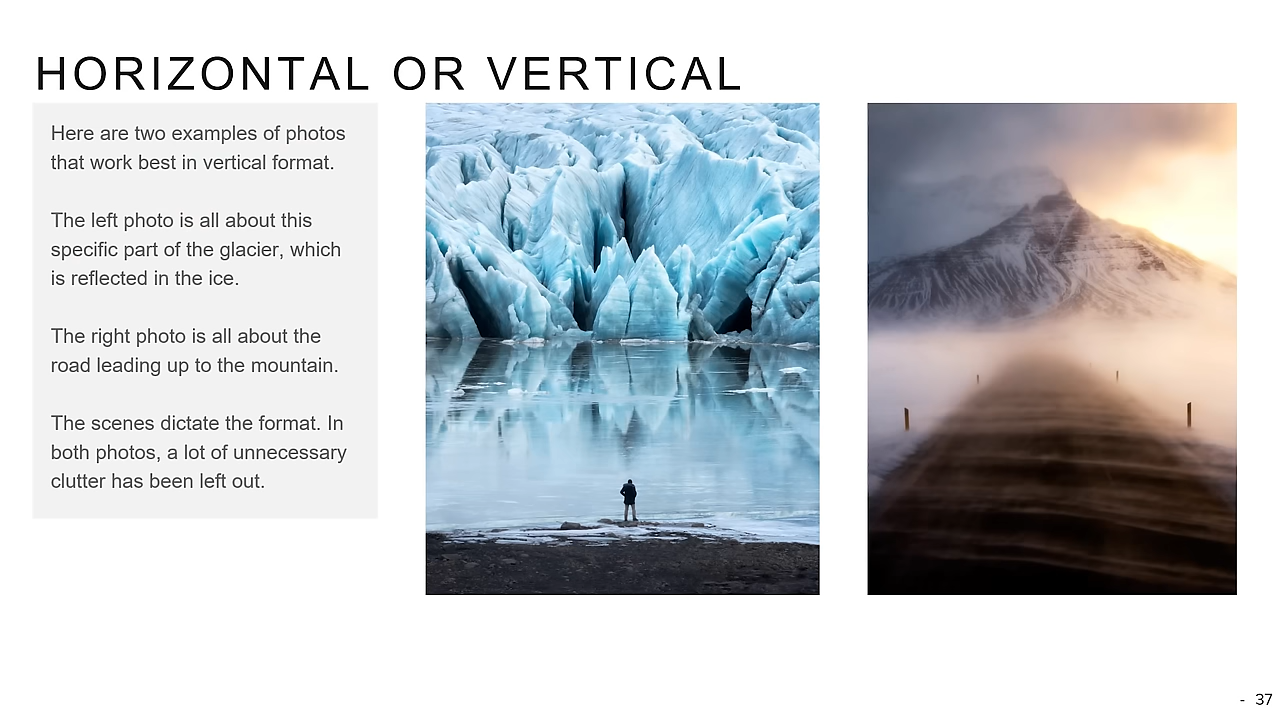 HORIZONTAL OR VERTICAL
Here are two examples of photos
that work best in vertical format.
The left photo is all about this
specific part of the glacier, which
is reflected in the ice.
The right photo is all about the
road leading up to the mountain.
The scenes dictate the format. In
both photos, a lot of unnecessary
clutter has been left out.
- 37